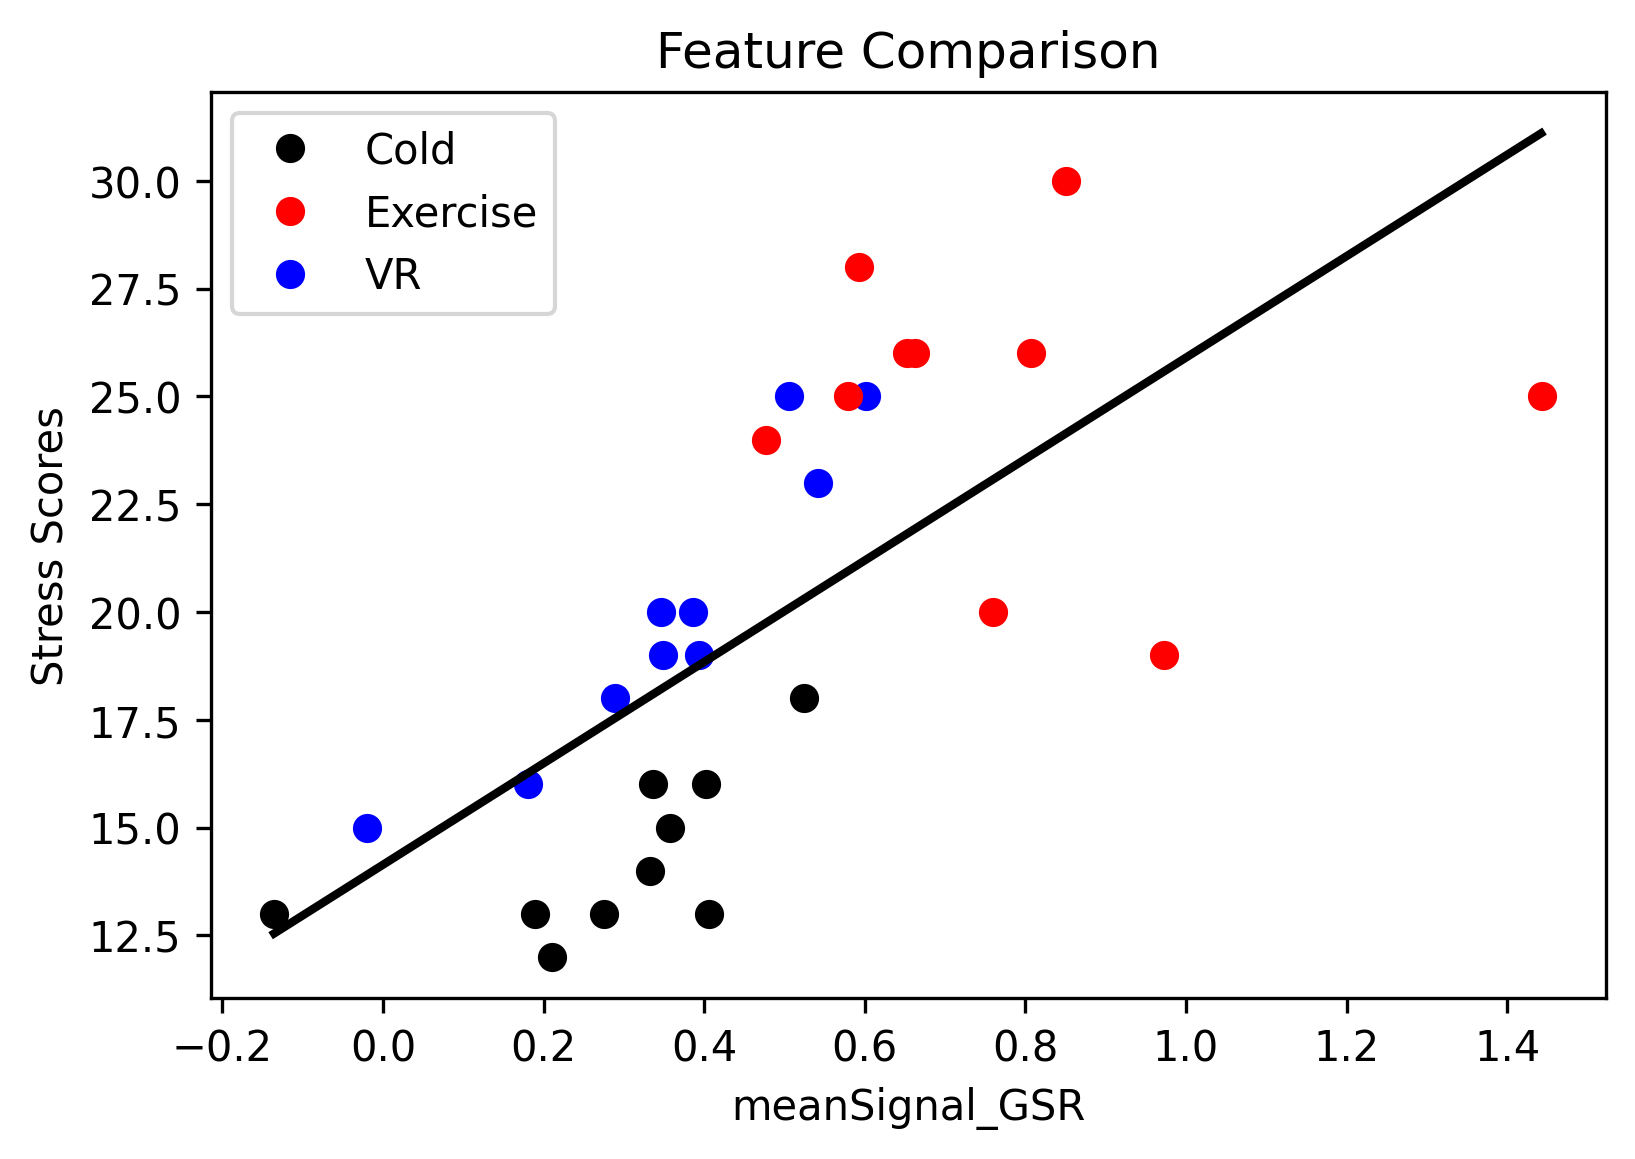 Feature Comparison
Cold
Exercise
VR
30.0
27.5
25.0
22.5
20.0
17.5
15.0
12.5
Stress Scores
−0.2 0.0 0.2 0.4 0.6 0.8 1.0 1.2 1.4
meanSignal_GSR